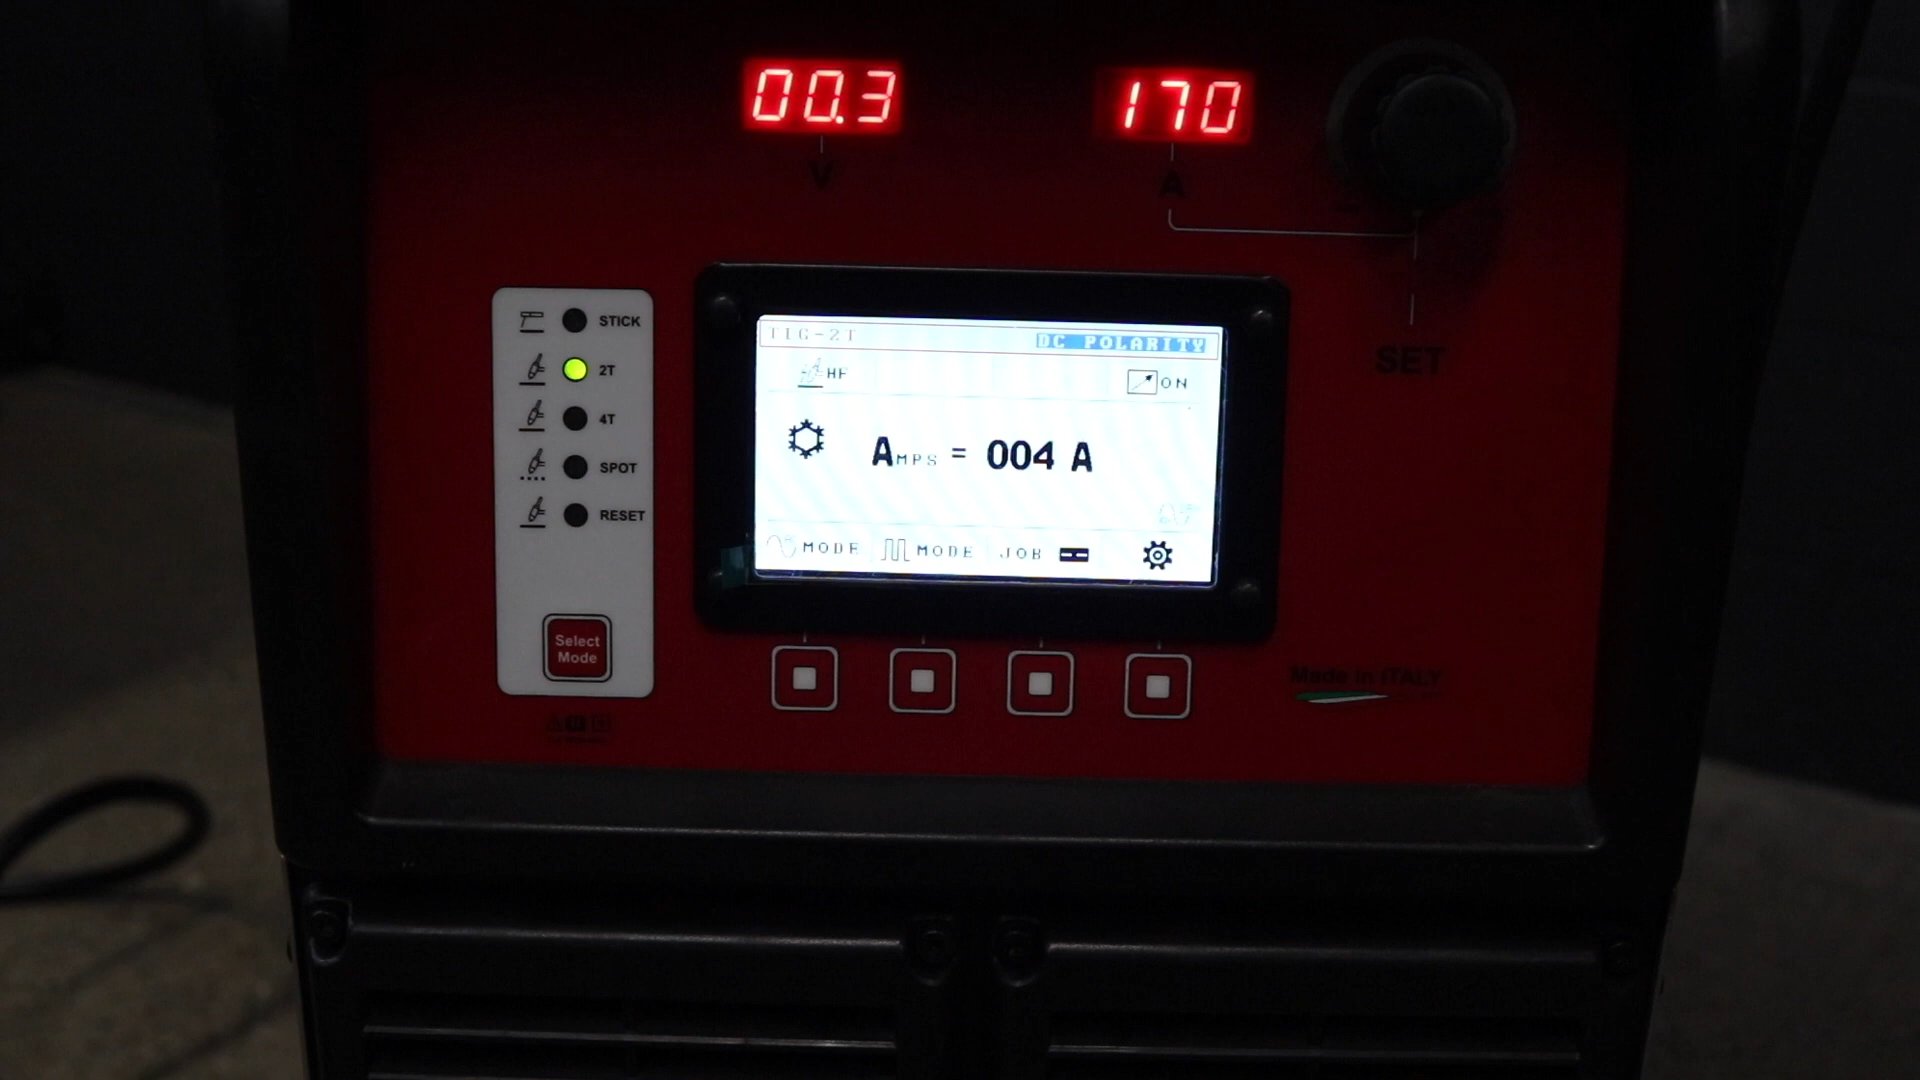 00.3
170
V
A
SET
STICK
2T
4T
SPOT
RESET
Select
Mode
TIG-2T
DC POLARITY
HF
ON
AMPS = 004 A
MODE
MODE
JOB
Made in ITALY